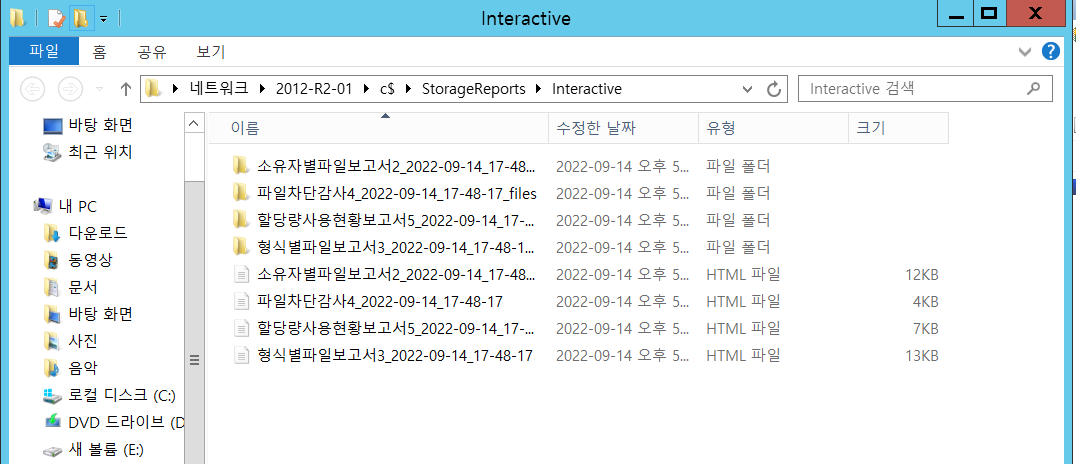 Interactive
파일 홈 공유 보기
네트워크 2012-R2-01 c$ StorageReports Interactive
Interactive 검색
바탕 화면
최근 위치
내 PC
다운로드
동영상
문서
바탕 화면
사진
음악
로컬 디스크 (C:)
DVD 드라이브 (D
새 볼륨 (E:)
이름 수정한 날짜 유형 크기
소유자별파일보고서2_2022-09-14_17-48... 2022-09-14 오후 5... 파일 폴더
파일차단감사4_2022-09-14_17-48-17_files 2022-09-14 오후 5... 파일 폴더
할당량사용현황보고서5_2022-09-14_17-... 2022-09-14 오후 5... 파일 폴더
형식별파일보고서3_2022-09-14_17-48-1... 2022-09-14 오후 5... 파일 폴더
소유자별파일보고서2_2022-09-14_17-48... 2022-09-14 오후 5... HTML 파일 12KB
파일차단감사4_2022-09-14_17-48-17 2022-09-14 오후 5... HTML 파일 4KB
할당량사용현황보고서5_2022-09-14_17-... 2022-09-14 오후 5... HTML 파일 7KB
형식별파일보고서3_2022-09-14_17-48-17 2022-09-14 오후 5... HTML 파일 13KB